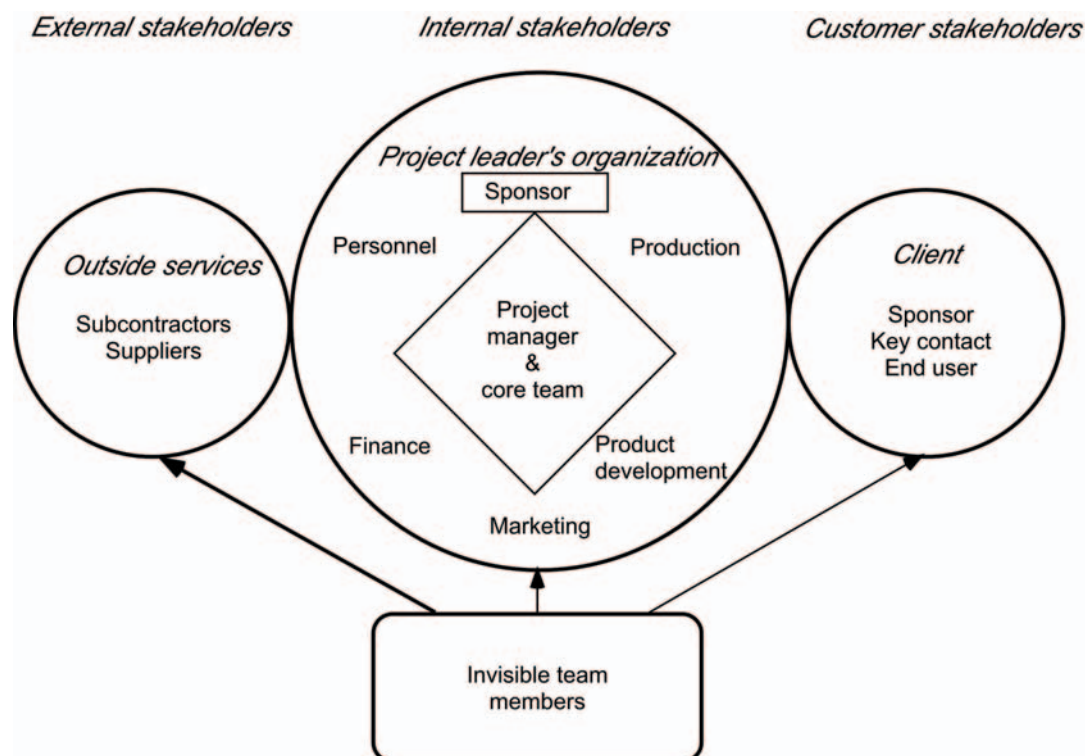 External stakeholders
Internal stakeholders
Customer stakeholders
Project leader's organization
Sponsor
Personnel
Production
Outside services
Subcontractors
Suppliers
Project
manager
&
core team
Client
Sponsor
Key contact
End user
Finance
Product
development
Marketing
Invisible team
members